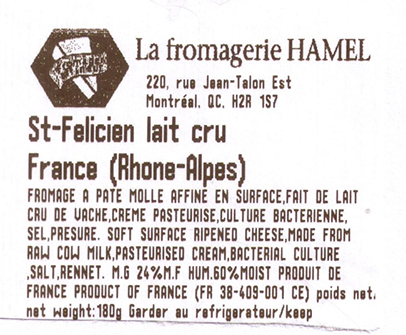 La fromagerie HAMEL
220, rue Jean-Talon Est
Montréal, QC, H2R 1S7
St-Felicien lait cru
France (Rhone-Alpes)
FROMAGE A PATE MOLLE AFFINE EN SURFACE,FAIT DE LAIT
CRU DE VACHE,CREME PASTEURISE,CULTURE BACTERIENNE,
SEL,PRESURE. SOFT SURFACE RIPENED CHEESE,MADE FROM
RAW COW MILK,PASTEURISED CREAM,BACTERIAL CULTURE
,SALT,RENNET. M.G 24%M.F HUM.60%MOIST PRODUIT DE
FRANCE PRODUCT OF FRANCE (FR 38-409-001 CE) poids net/
net weight:180g Garder au refrigerateur/keep